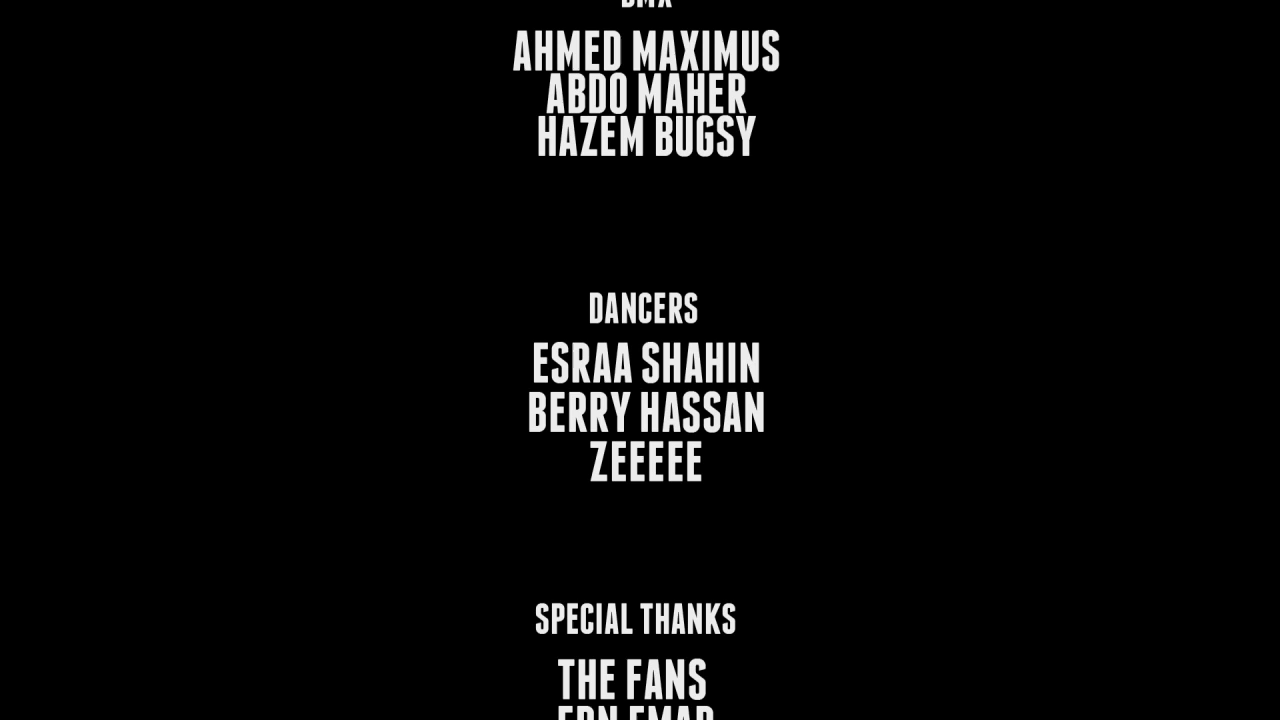 AHMED MAXIMUS
ABDO MAHER
HAZEM BUGSY
DANCERS
ESRAA SHAHIN
BERRY HASSAN
ZEEEEE
SPECIAL THANKS
THE FANS